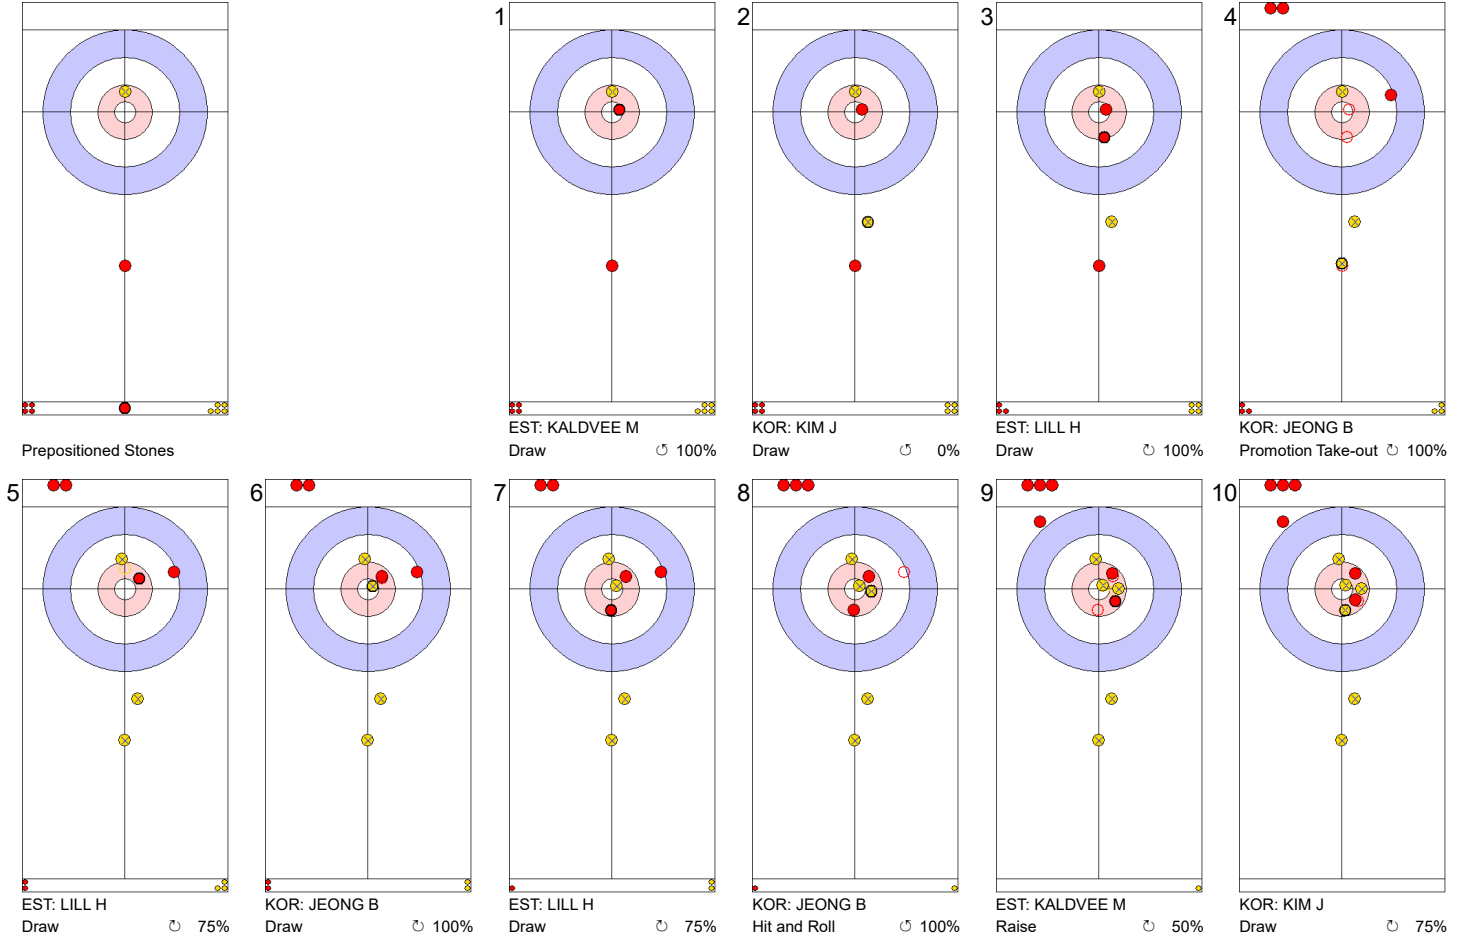 Prepositioned Stones
1
EST: KALDVEE M
Draw 100%
2
KOR: KIM J
Draw 0%
3
EST: LILL H
Draw 100%
4
KOR: JEONG B
Promotion Take-out 100%
5
EST: LILL H
Draw 75%
6
KOR: JEONG B
Draw 100%
7
EST: LILL H
Draw 75%
8
KOR: JEONG B
Hit and Roll 100%
9
EST: KALDVEE M
Raise 50%
10
KOR: KIM J
Draw 75%